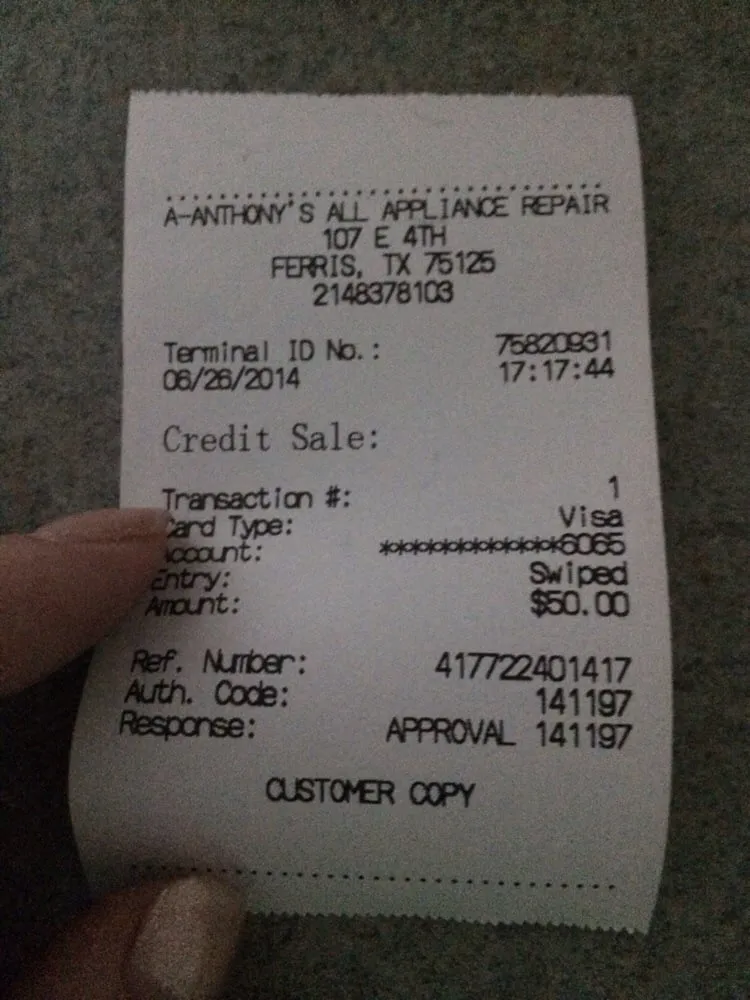 A-ANTHONY'S ALL APPLIANCE REPAIR
107 E 4TH
FERRIS, TX 75125
2148378103
Terminal ID No.: 75820931
06/26/2014 17:17:44
Credit Sale:
Transaction #: 1
Card Type: Visa
Account: ************6065
Entry: Swiped
Amount: $50.00
Ref. Number: 417722401417
Auth. Code: 141197
Response: APPROVAL 141197
CUSTOMER COPY